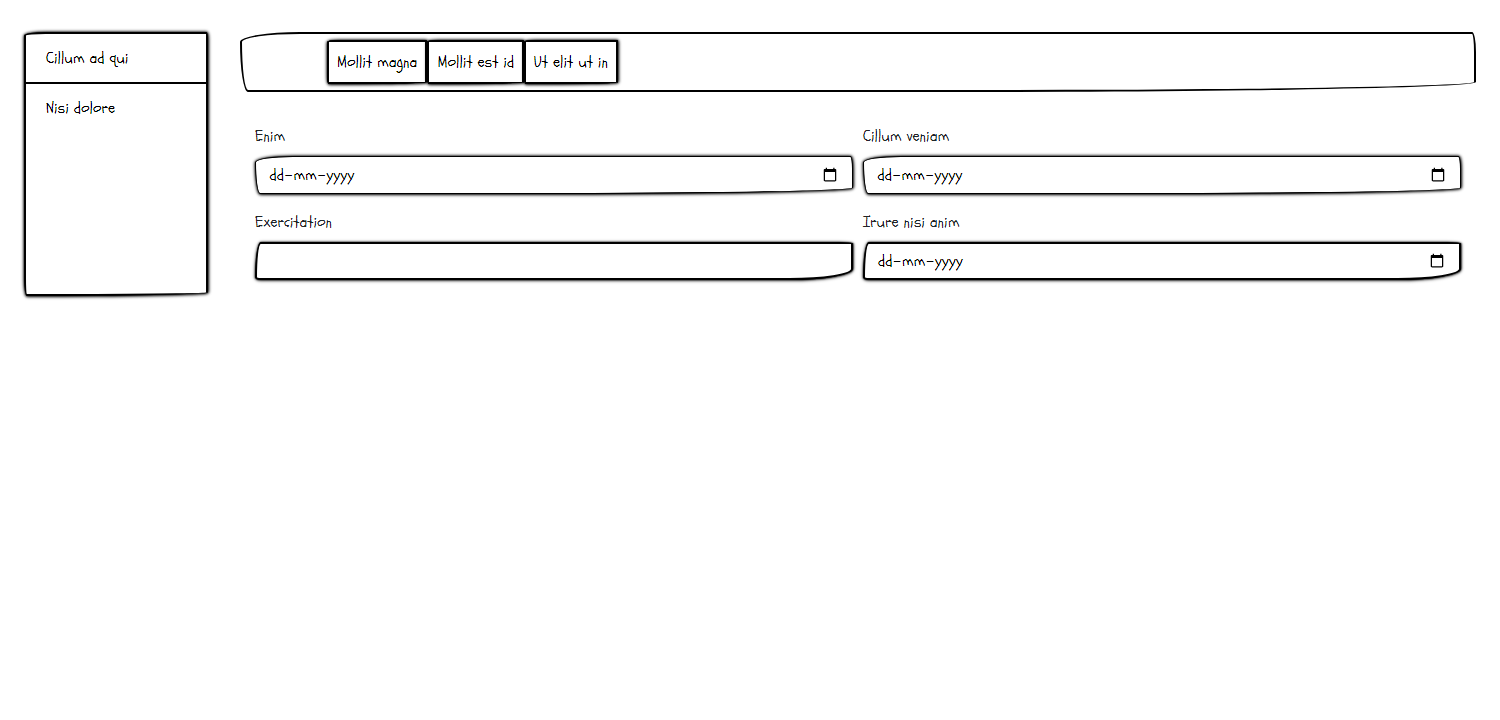 Cillum ad qui
Nisi dolore
Mollit magna
Mollit est id
Ut elit ut in
Enim
dd-mm-yyyy
Cillum veniam
dd-mm-yyyy
Exercitation
Irure nisi anim
dd-mm-yyyy